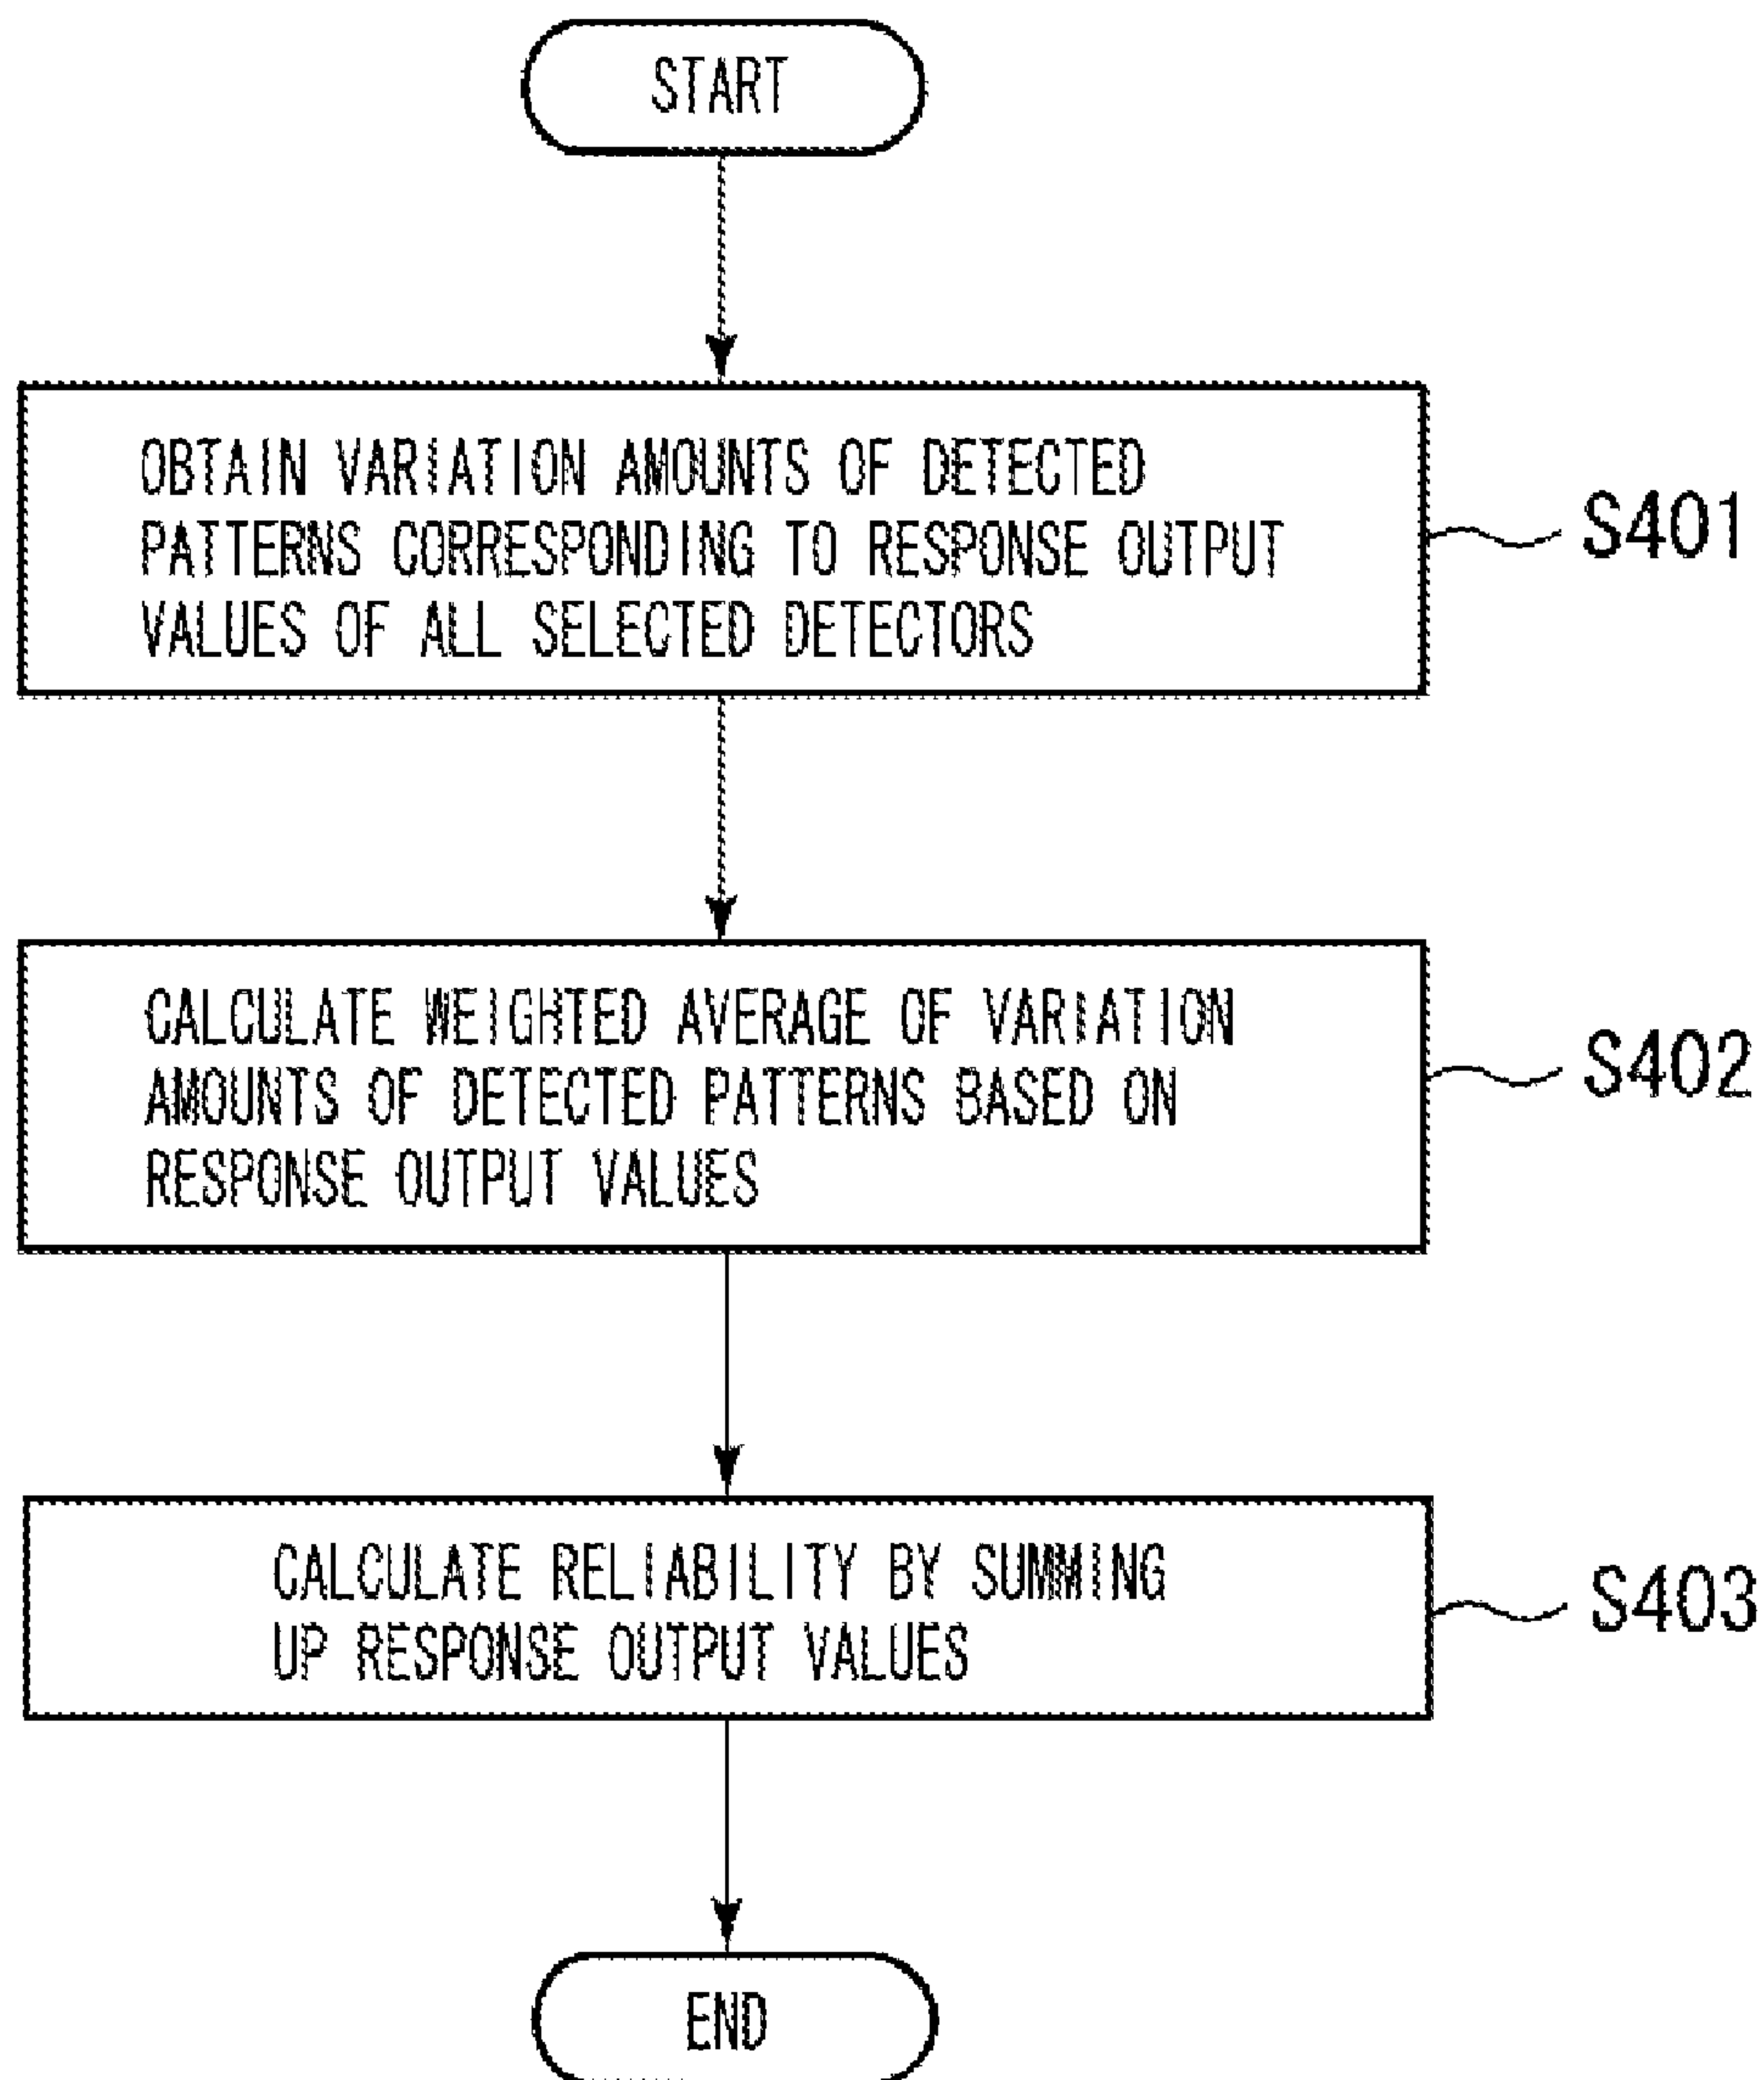 START
OBTAIN VARIATION AMOUNTS OF DETECTED
PATTERNS CORRESPONDING TO RESPONSE OUTPUT
VALUES OF ALL SELECTED DETECTORS
S401
CALCULATE WEIGHTED AVERAGE OF VARIATION
AMOUNTS OF DETECTED PATTERNS BASED ON
RESPONSE OUTPUT VALUES
S402
CALCULATE RELIABILITY BY SUMMING
UP RESPONSE OUTPUT VALUES
S403
END